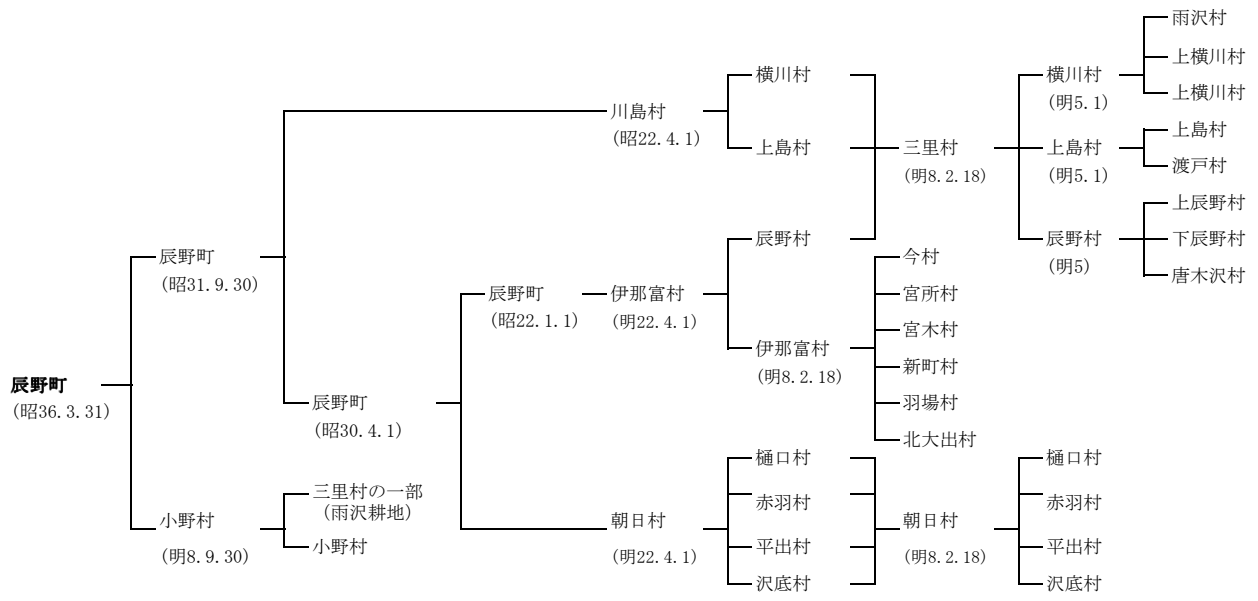 辰野町
(昭36.3.31)
辰野町
(昭31.9.30)
小野村
(明8.9.30)
三里村の一部
(雨沢耕地)
小野村
辰野町
(昭30.4.1)
辰野町
(昭22.1.1)
川島村
(昭22.4.1)
伊那富村
(明22.4.1)
朝日村
(明22.4.1)
横川村
上島村
辰野村
伊那富村
(明8.2.18)
樋口村
赤羽村
平出村
沢底村
三里村
(明8.2.18)
今村
宮所村
宮木村
新町村
羽場村
北大出村
朝日村
(明8.2.18)
横川村
(明5.1)
上島村
(明5.1)
辰野村
(明5)
樋口村
赤羽村
平出村
沢底村
雨沢村
上横川村
上横川村
上島村
渡戸村
上辰野村
下辰野村
唐木沢村